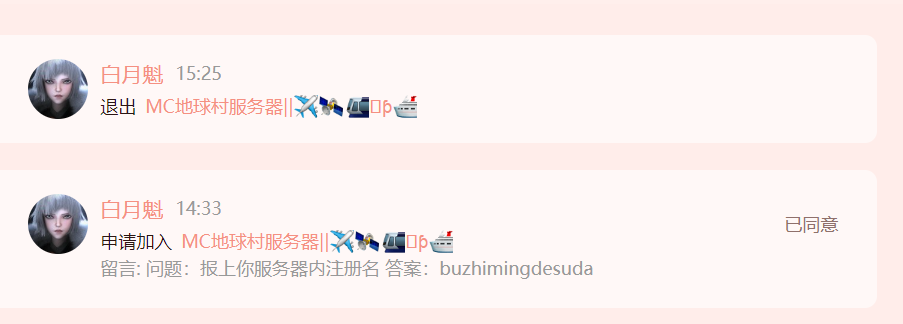 白月魁 15:25
退出 MC地球村服务器||✈️🛰️
白月魁 14:33
申请加入 MC地球村服务器||✈️🛰️
已同意
留言: 问题：报上你服务器内注册名 答案：buzhimingdesuda